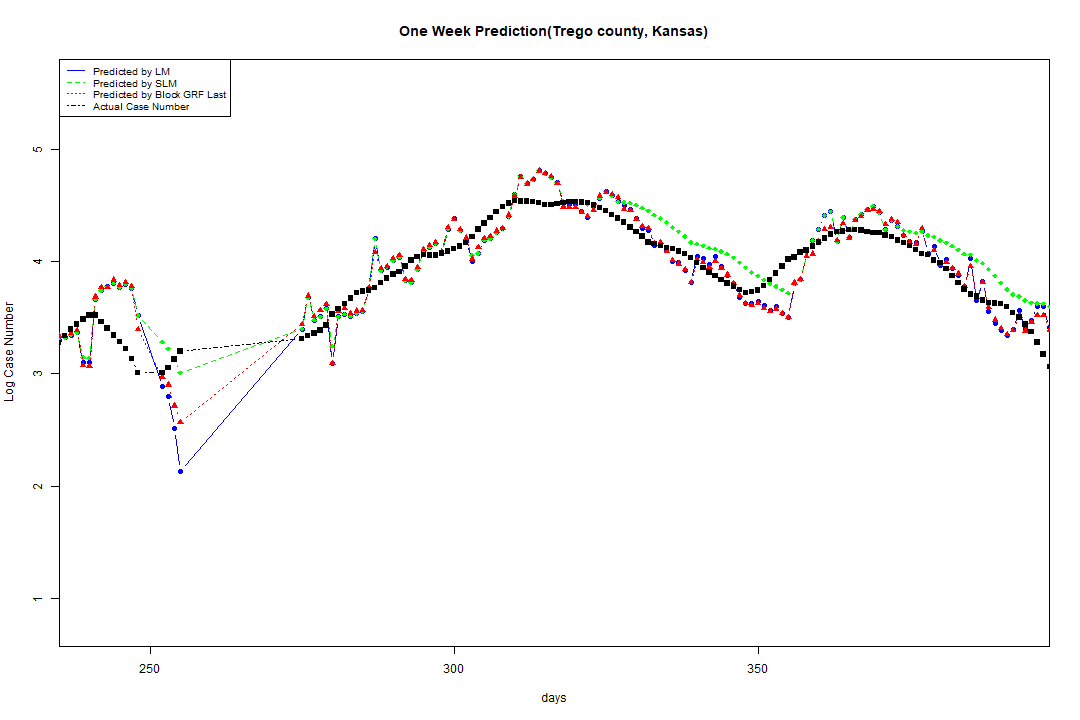 One Week Prediction(Trego county, Kansas)
Predicted by LM
Predicted by SLM
Predicted by Block GRF Last
Actual Case Number
5
4
3
2
1
Log Case Number
250 300 350
days